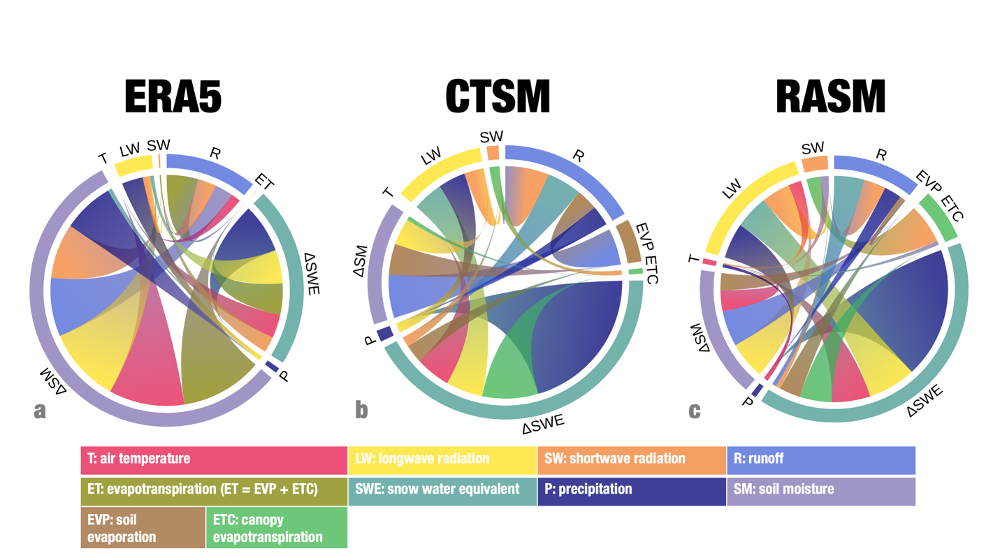 ERA5
CTSM
RASM
T
LW
SW
R
ET
ΔSWE
P
ΔSM
a
ΔSM
T
LW
SW
R
EVP
ETC
ΔSWE
P
b
T
LW
SW
R
EVP
ETC
ΔSWE
P
ΔSM
c
T: air temperature
LW: longwave radiation
SW: shortwave radiation
R: runoff
ET: evapotranspiration (ET = EVP + ETC)
SWE: snow water equivalent
P: precipitation
SM: soil moisture
EVP: soil
evaporation
ETC: canopy
evapotranspiration